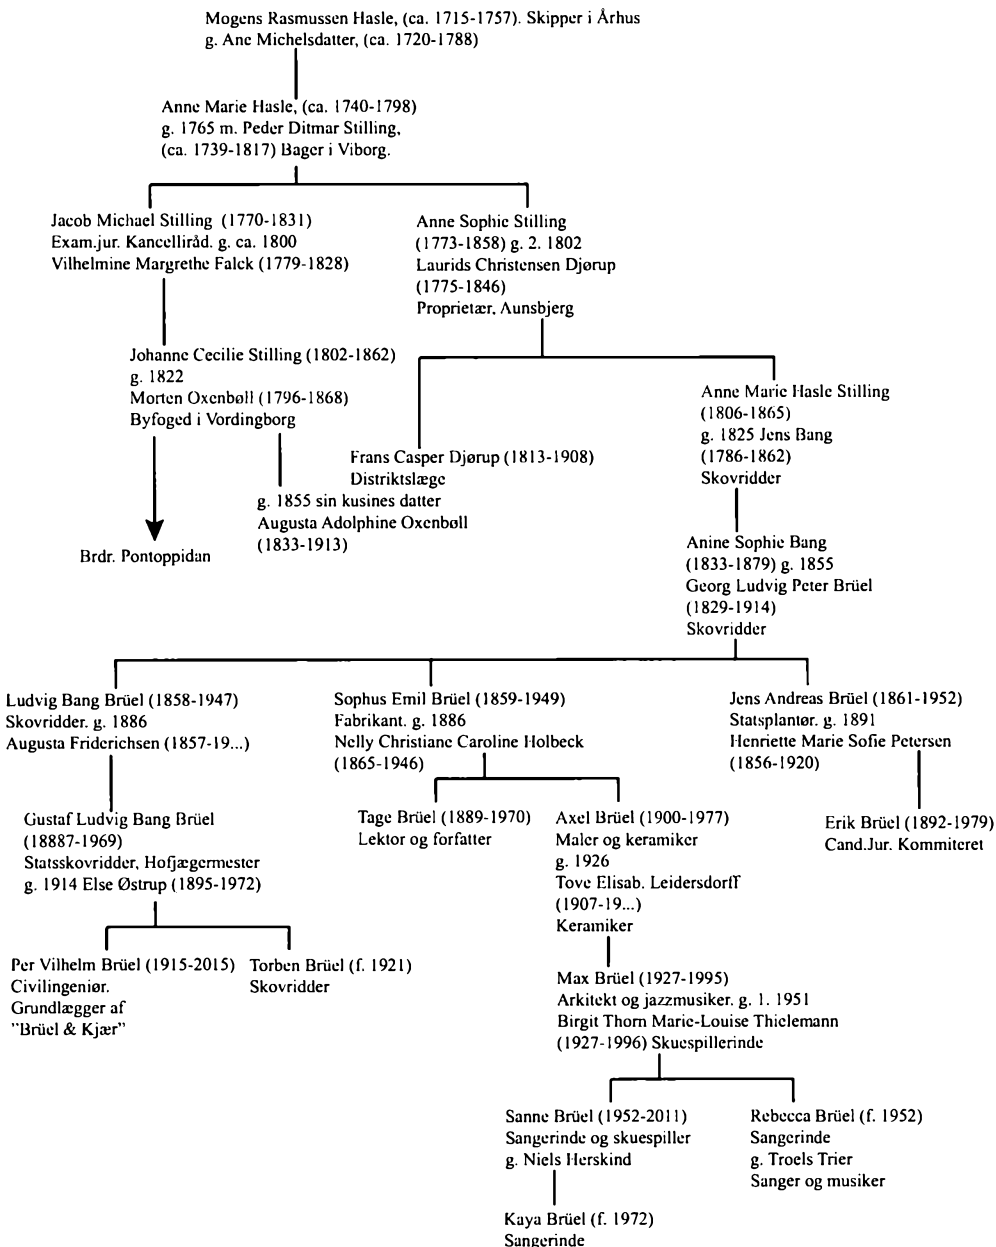 Mogens Rasmussen Hasle, (ca. 1715-1757). Skipper i Århus
g. Ane Michelsdatter, (ca. 1720-1788)
Anne Marie Hasle, (ca. 1740-1798)
g. 1765 m. Peder Ditmar Stilling,
(ca. 1739-1817) Bager i Viborg.
Jacob Michael Stilling (1770-1831)
Exam.jur. Kancelliråd. g. ca. 1800
Vilhelmine Margrethe Falck (1779-1828)
Anne Sophie Stilling
(1773-1858) g. 2. 1802
Laurids Christensen Djørup
(1775-1846)
Proprietær, Aunsbjerg
Johanne Cecilie Stilling (1802-1862)
g. 1822
Morten Oxenbøll (1796-1868)
Byfoged i Vordingborg
Anne Marie Hasle Stilling
(1806-1865)
g. 1825 Jens Bang
(1786-1862)
Skovridder
Frans Casper Djørup (1813-1908)
Distriktslæge
g. 1855 sin kusines datter
Augusta Adolphine Oxenbøll
(1833-1913)
Brdr. Pontoppidan
Anine Sophie Bang
(1833-1879) g. 1855
Georg Ludvig Peter Brüel
(1829-1914)
Skovridder
Ludvig Bang Brüel (1858-1947)
Skovridder. g. 1886
Augusta Friderichsen (1857-19...)
Sophus Emil Brüel (1859-1949)
Fabrikant. g. 1886
Nelly Christiane Caroline Holbeck
(1865-1946)
Jens Andreas Brüel (1861-1952)
Statsplantør. g. 1891
Henriette Marie Sofie Petersen
(1856-1920)
Gustaf Ludvig Bang Brüel
(18887-1969)
Statsskovridder, Hofjægermester
g. 1914 Else Østrup (1895-1972)
Tage Brüel (1889-1970)
Lektor og forfatter
Axel Brüel (1900-1977)
Maler og keramiker
g. 1926
Tove Elisab. Leidersdorff
(1907-19...)
Keramiker
Erik Brüel (1892-1979)
Cand.Jur. Kommiteret
Per Vilhelm Brüel (1915-2015)
Civilingeniør.
Grundlægger af
"Brüel & Kjær"
Torben Brüel (f. 1921)
Skovridder
Max Brüel (1927-1995)
Arkitekt og jazzmusiker. g. 1. 1951
Birgit Thorn Marie-Louise Thielemann
(1927-1996) Skuespillerinde
Sanne Brüel (1952-2011)
Sangerinde og skuespiller
g. Niels Herskind
Rebecca Brüel (f. 1952)
Sangerinde
g. Troels Trier
Sanger og musiker
Kaya Brüel (f. 1972)
Sangerinde